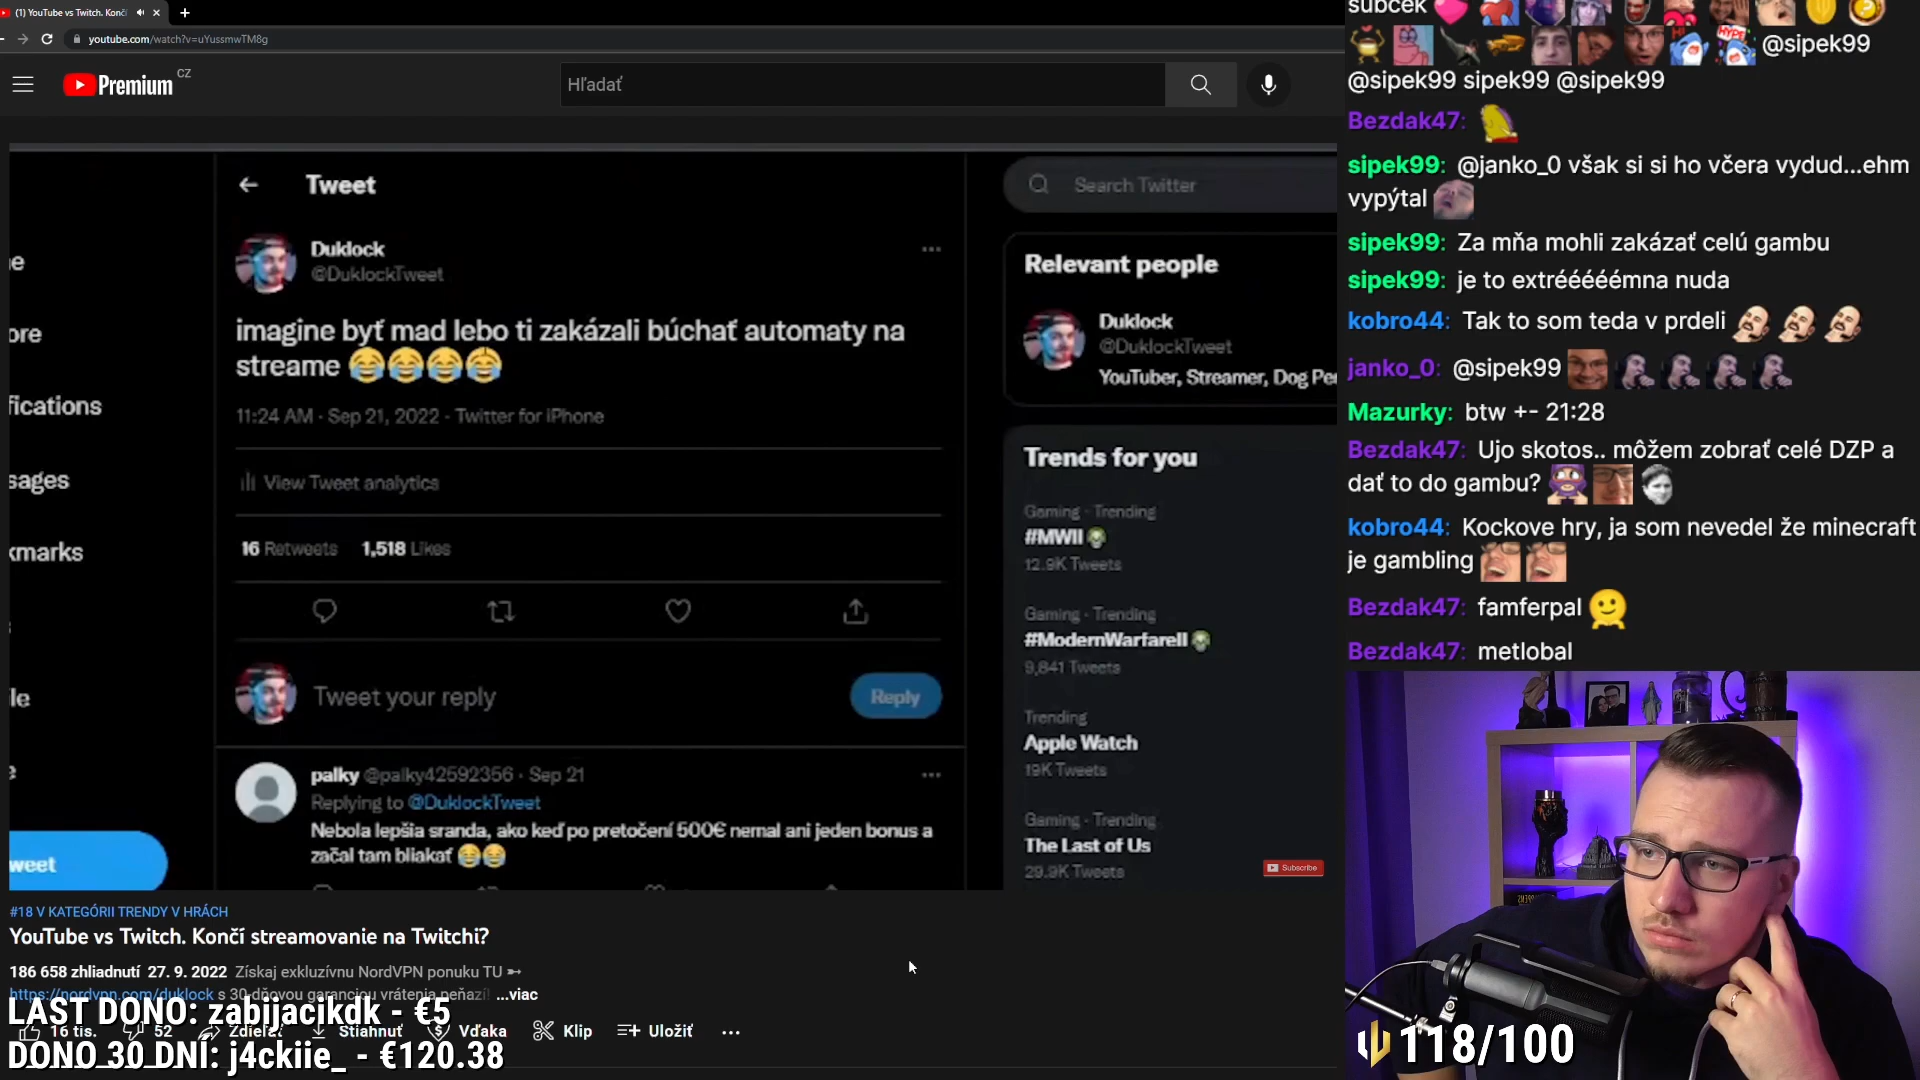 (1) YouTube vs Twitch. Konč
youtube.com/watch?v=uYussmwTM8g
Premium CZ
Hľadať
Tweet
Search Twitter
Duklock
@DuklockTweet
imagine byť mad lebo ti zakázali búchať automaty na
streame 😂😂😂😂
11:24 AM · Sep 21, 2022 · Twitter for iPhone
View Tweet analytics
16 Retweets 1,518 Likes
Tweet your reply
Reply
palky @palky42592356 · Sep 21
Replying to @DuklockTweet
Nebola lepšia sranda, ako keď po pretočení 500€ nemal ani jeden bonus a
začal tam bliakať 😂😂
ore
fications
sages
kmarks
le
weet
Relevant people
Duklock
@DuklockTweet
YouTuber, Streamer, Dog Pe
Trends for you
Gaming · Trending
#MWII
12.9K Tweets
Gaming · Trending
#ModernWarfareII
9,841 Tweets
Trending
Apple Watch
19K Tweets
Gaming · Trending
The Last of Us
29.9K Tweets
Subscribe
#18 V KATEGÓRII TRENDY V HRÁCH
YouTube vs Twitch. Končí streamovanie na Twitchi?
186 658 zhliadnutí 27. 9. 2022 Získaj exkluzívnu NordVPN ponuku TU ➵
https://nordvpn.com/duklock s 30-dňovou garanciou vrátenia peňazí! ...viac
16 tis. 52 Zdieľať Stiahnuť Vďaka Klip Uložiť
LAST DONO: zabijacikdk - €5
DONO 30 DNÍ: j4ckiie_ - €120.38
subcek
@sipek99
@sipek99 sipek99 @sipek99
Bezdak47:
sipek99: @janko_0 však si si ho včera vydud...ehm
vypýtal
sipek99: Za mňa mohli zakázať celú gambu
sipek99: je to extréééééémna nuda
kobro44: Tak to som teda v prdeli
janko_0: @sipek99
Mazurky: btw +- 21:28
Bezdak47: Ujo skotos.. môžem zobrať celé DZP a
dať to do gambu?
kobro44: Kockove hry, ja som nevedel že minecraft
je gambling
Bezdak47: famferpal
Bezdak47: metlobal
118/100